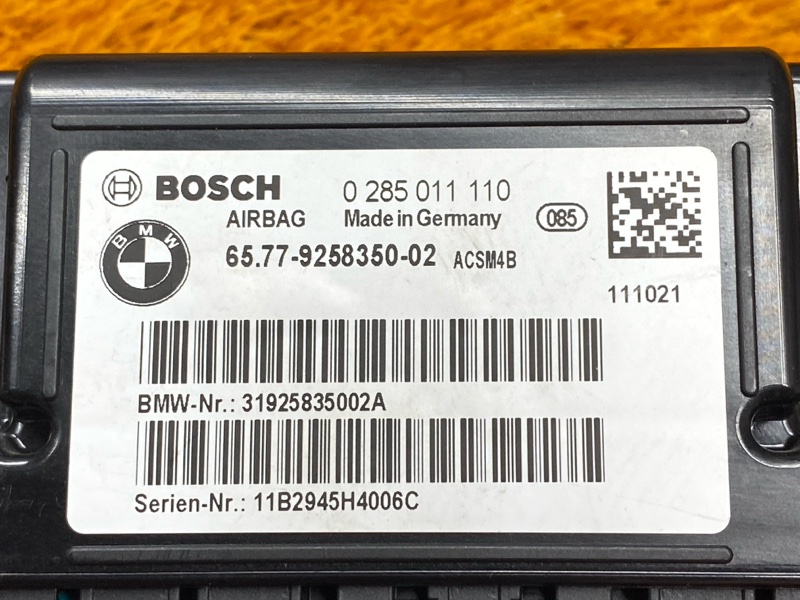 BOSCH 0 285 011 110
AIRBAG Made in Germany 085
BMW
65.77-9258350-02 ACSM4B
111021
BMW-Nr.: 31925835002A
Serien-Nr.: 11B2945H4006C